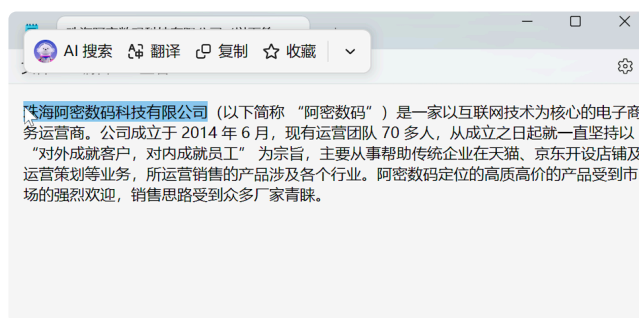 AI 搜索 翻译 复制 收藏
珠海阿密数码科技有限公司（以下简称 “阿密数码” ）是一家以互联网技术为核心的电子商
务运营商。公司成立于 2014 年 6 月，现有运营团队 70 多人，从成立之日起就一直坚持以
“对外成就客户，对内成就员工” 为宗旨，主要从事帮助传统企业在天猫、京东开设店铺及
运营策划等业务，所运营销售的产品涉及各个行业。阿密数码定位的高质高价的产品受到市
场的强烈欢迎，销售思路受到众多厂家青睐。